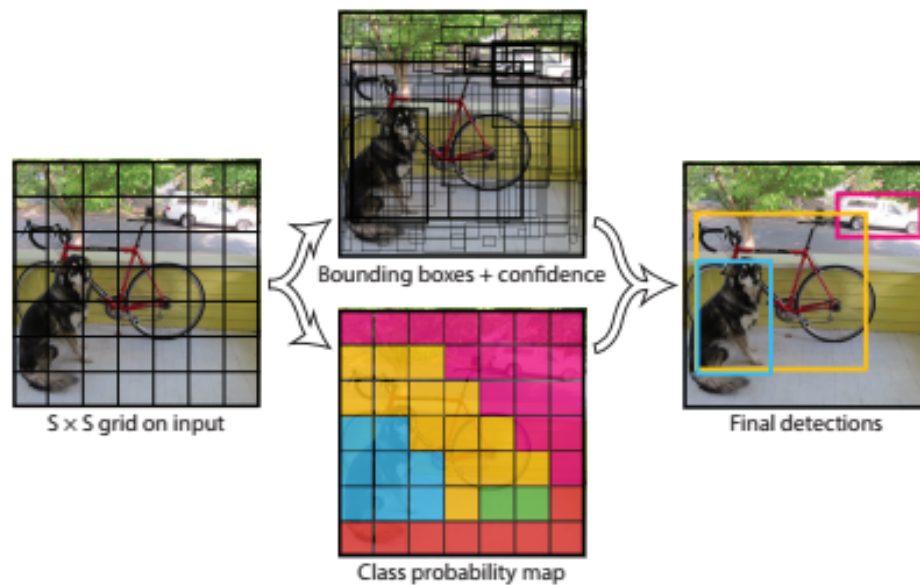 Bounding boxes + confidence
S × S grid on input
Final detections
Class probability map